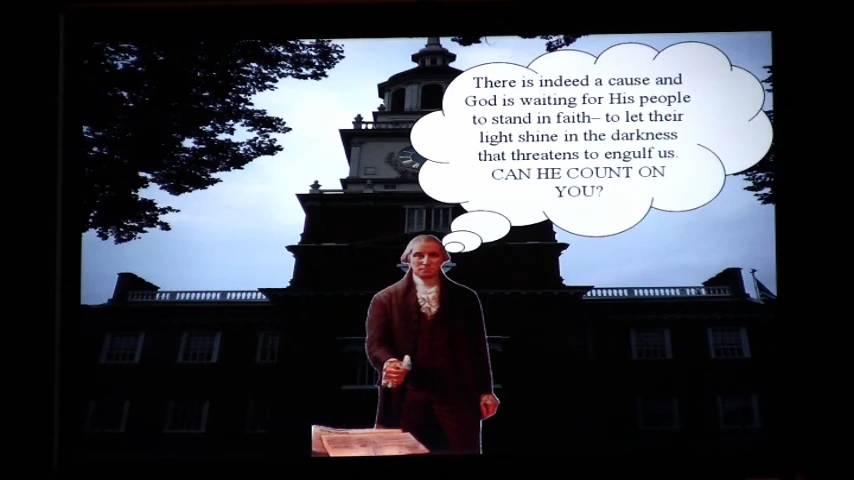 There is indeed a cause and
God is waiting for His people
to stand in faith– to let their
light shine in the darkness
that threatens to engulf us.
CAN HE COUNT ON
YOU?